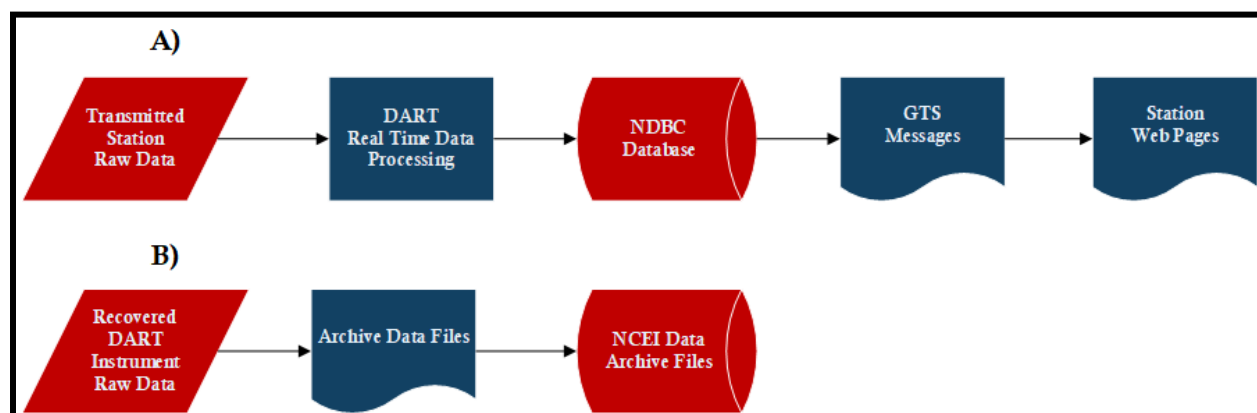 A)
Transmitted
Station
Raw Data
DART
Real Time Data
Processing
NDBC
Database
GTS
Messages
Station
Web Pages
B)
Recovered
DART
Instrument
Raw Data
Archive Data Files
NCEI Data
Archive Files